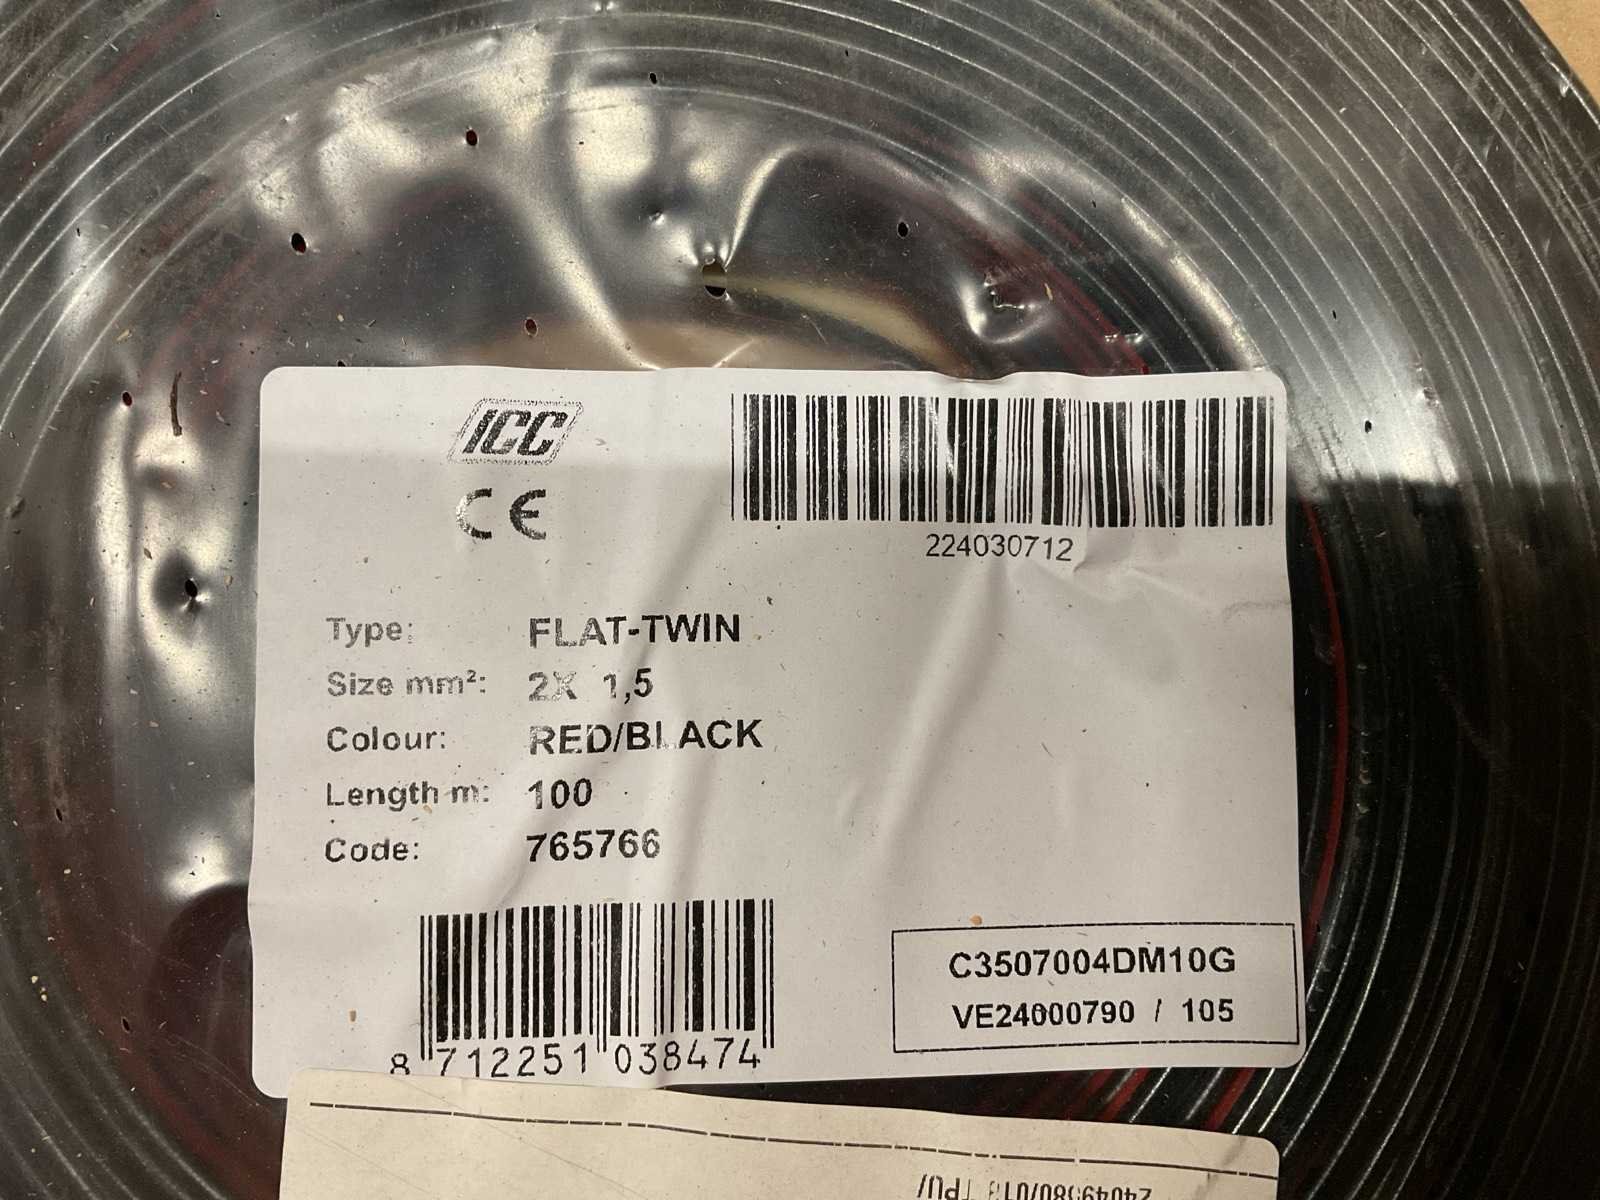 ICC
CE
224030712
Type: FLAT-TWIN
Size mm²: 2X 1,5
Colour: RED/BLACK
Length m: 100
Code: 765766
8 712251 038474
C3507004DM10G
VE24000790 / 105